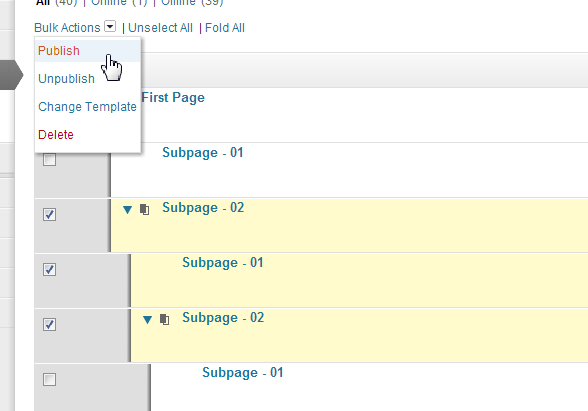 All (40) | Online (1) | Online (39)
Bulk Actions | Unselect All | Fold All
Publish
Unpublish
Change Template
Delete
First Page
Subpage - 01
Subpage - 02
Subpage - 01
Subpage - 02
Subpage - 01